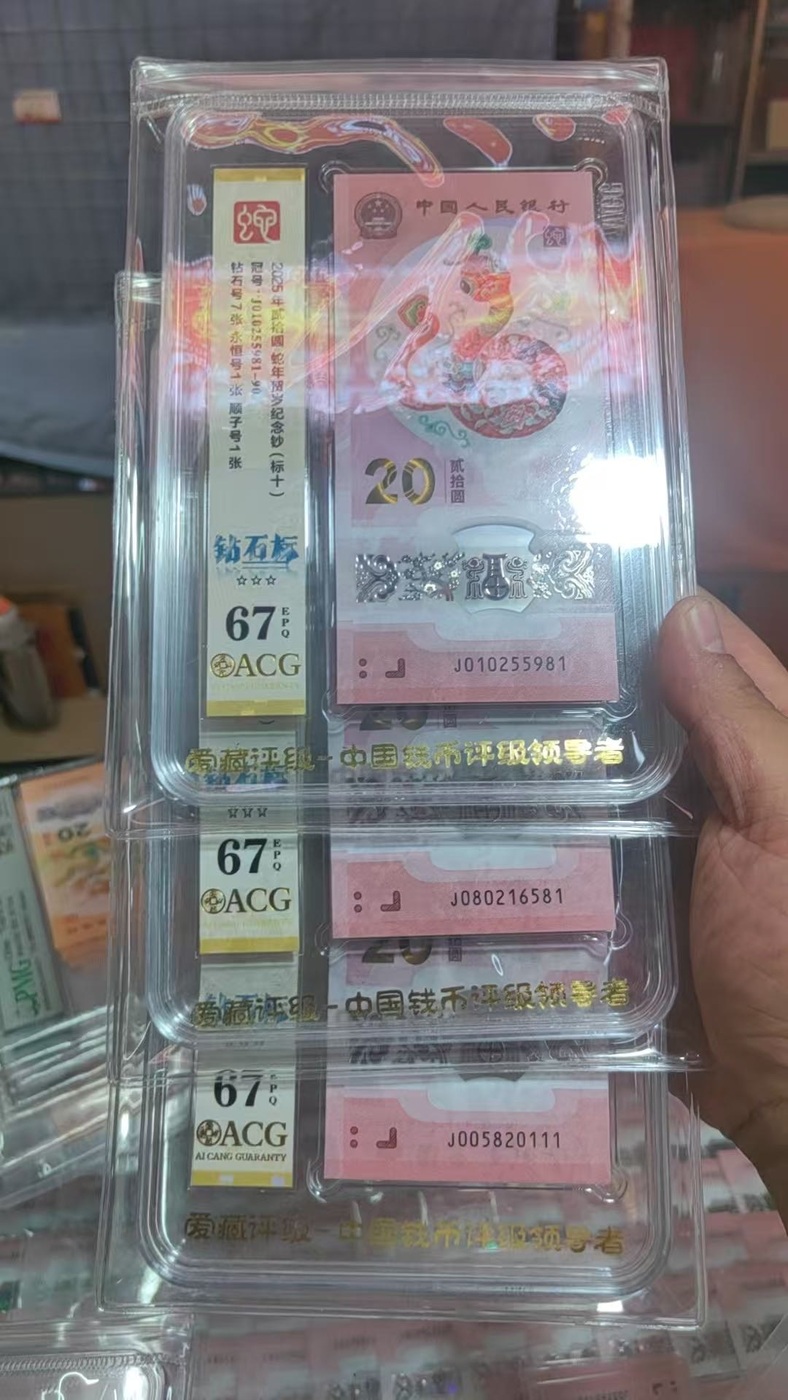 蛇
2025年贰拾圆 蛇年贺岁纪念钞(标十)
冠号:J010255981-90
钻石号7张 永恒号1张 顺子号1张
钻石标
☆☆☆
67 EPQ
ACG
中国人民银行
20 贰拾圆
J010255981
爱藏评级-中国钱币评级领导者
67 EPQ
ACG
20
J080216581
爱藏评级-中国钱币评级领导者
67 EPQ
ACG
AI CANG GUARANTY
20
J005820111
爱藏评级-中国钱币评级领导者
20
PMG